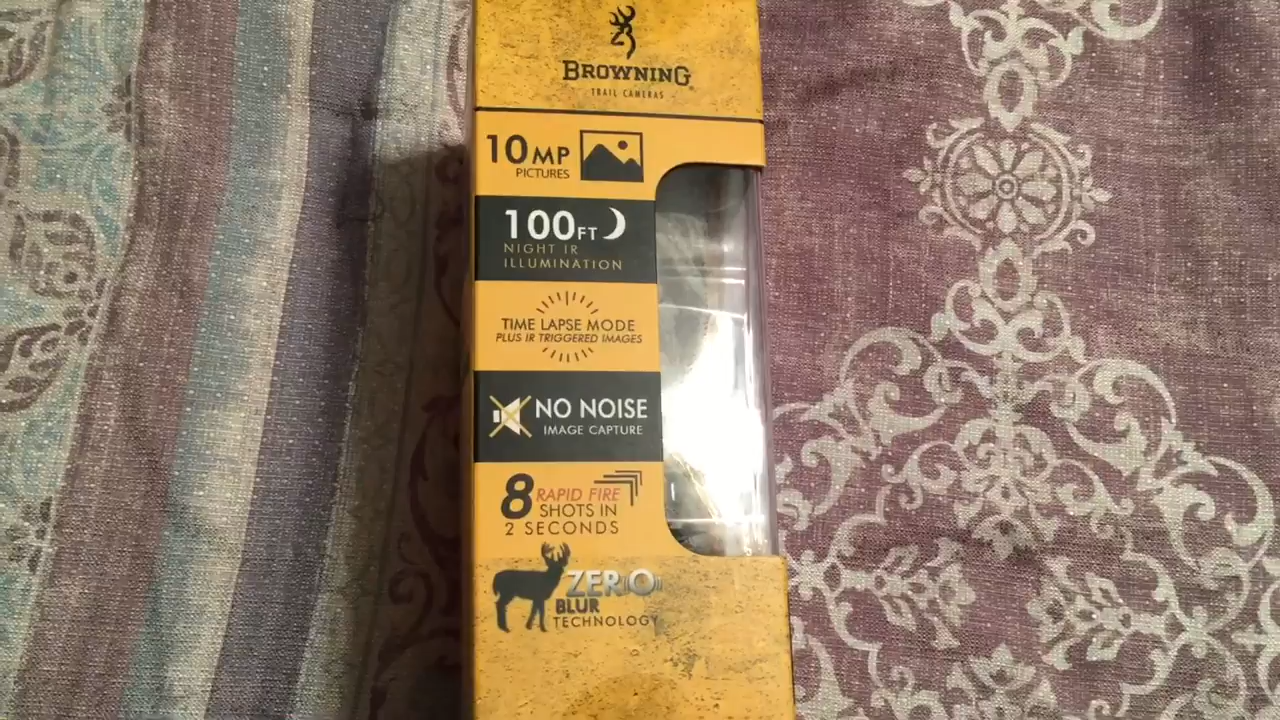 BROWNING
TRAIL CAMERAS
10MP
PICTURES
100FT
NIGHT IR
ILLUMINATION
TIME LAPSE MODE
PLUS IR TRIGGERED IMAGES
NO NOISE
IMAGE CAPTURE
8 RAPID FIRE
SHOTS IN
2 SECONDS
ZERO
BLUR
TECHNOLOGY